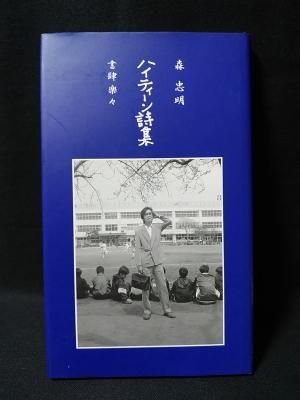 森 忠明
ハイティーン詩集
書肆 楽々